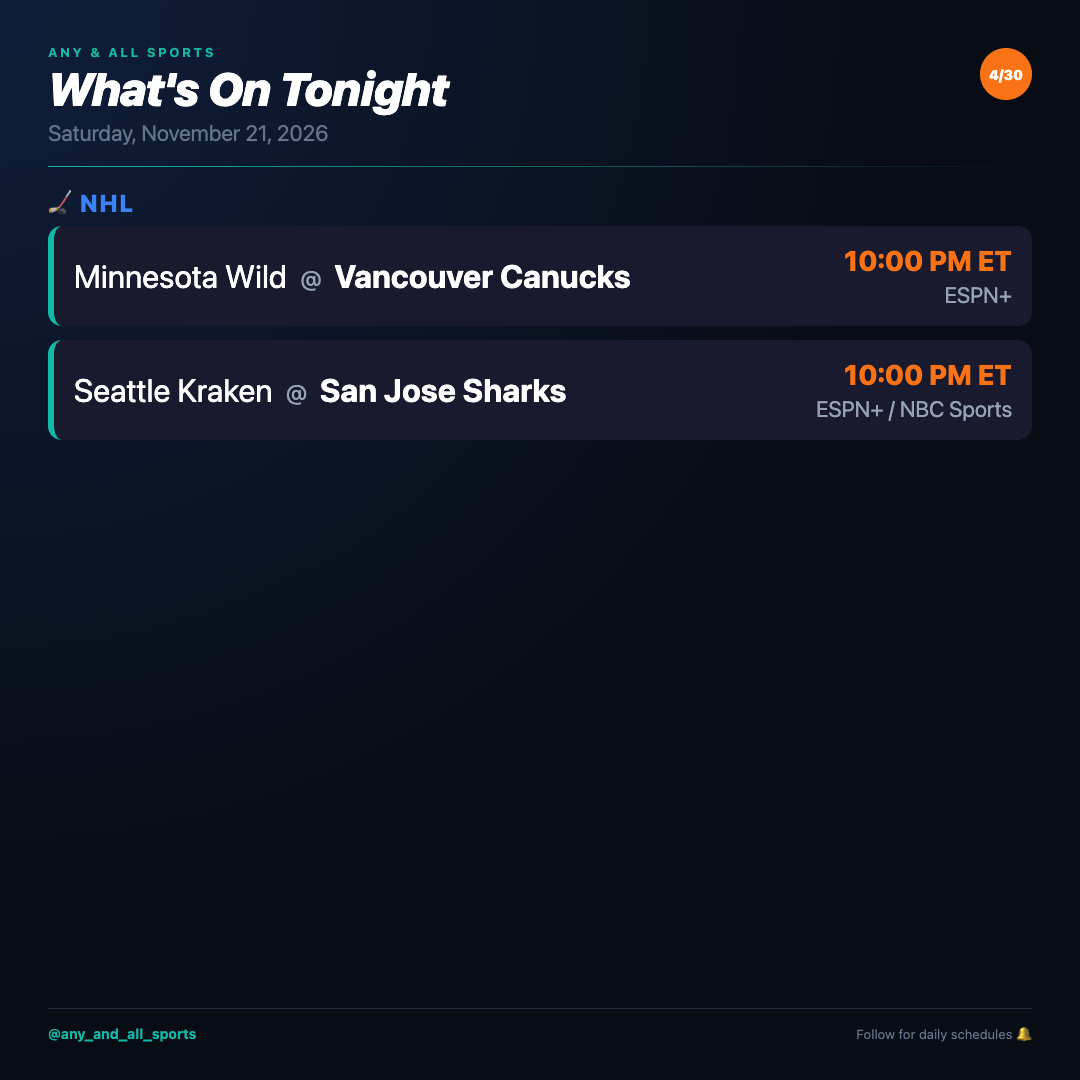 ANY & ALL SPORTS
What's On Tonight
Saturday, November 21, 2026
4/30
NHL
Minnesota Wild @ Vancouver Canucks
10:00 PM ET
ESPN+
Seattle Kraken @ San Jose Sharks
10:00 PM ET
ESPN+ / NBC Sports
@any_and_all_sports
Follow for daily schedules 🔔